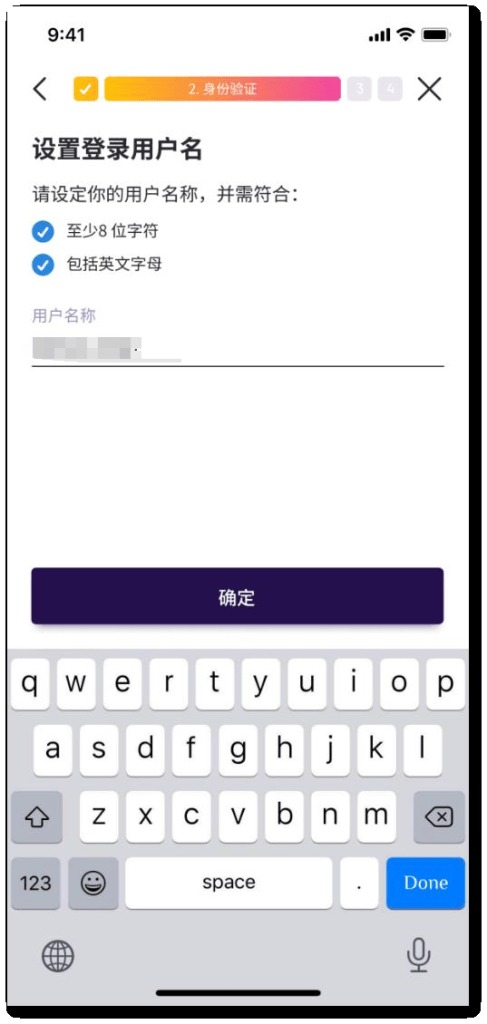 9:41
2. 身份验证 3 4
设置登录用户名
请设定你的用户名称，并需符合：
至少8 位字符
包括英文字母
用户名称
确定
q w e r t y u i o p
a s d f g h j k l
z x c v b n m
123 space . Done